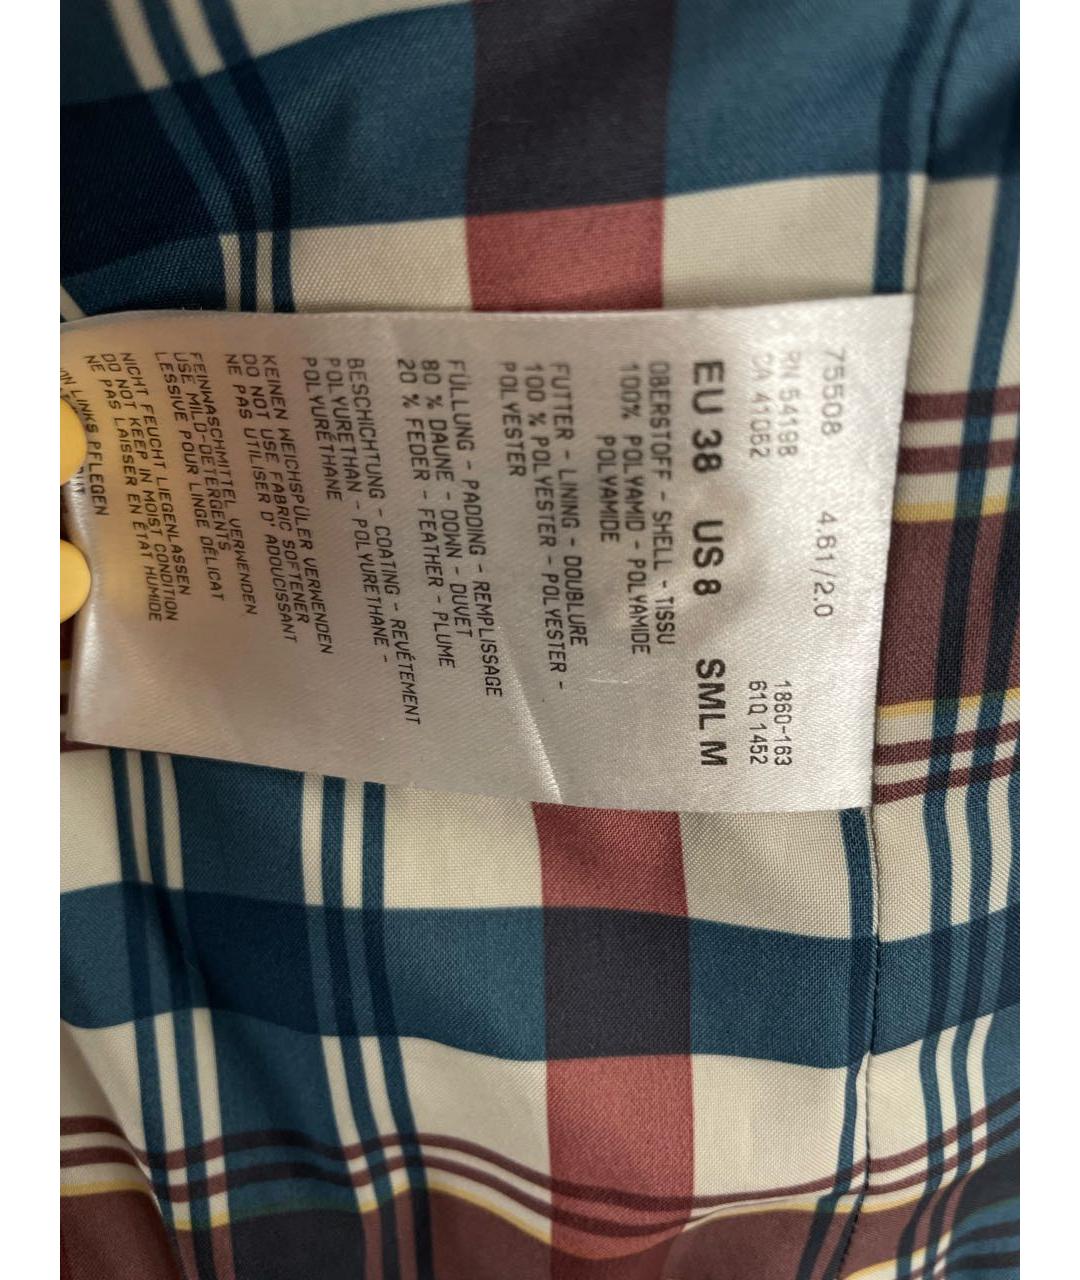 75508 4.61/2.0
RN 54198 1860-163
CA 41062 61Q 1452
EU 38 US 8 SML M
OBERSTOFF - SHELL - TISSU
100% POLYAMID - POLYAMIDE
POLYAMIDE
FUTTER - LINING - DOUBLURE
100 % POLYESTER - POLYESTER -
POLYESTER
FÜLLUNG - PADDING - REMPLISSAGE
80 % DAUNE - DOWN - DUVET
20 % FEDER - FEATHER - PLUME
BESCHICHTUNG - COATING - REVÊTEMENT
POLYURETHAN - POLYURETHANE -
POLYURÉTHANE
KEINEN WEICHSPÜLER VERWENDEN
DO NOT USE FABRIC SOFTENER
NE PAS UTILISER D' ADOUCISSANT
FEINWASCHMITTEL VERWENDEN
USE MILD-DETERGENTS
LESSIVE POUR LINGE DÉLICAT
NICHT FEUCHT LIEGENLASSEN
DO NOT KEEP IN MOIST CONDITION
NE PAS LAISSER EN ÉTAT HUMIDE
LINKS PFLEGEN